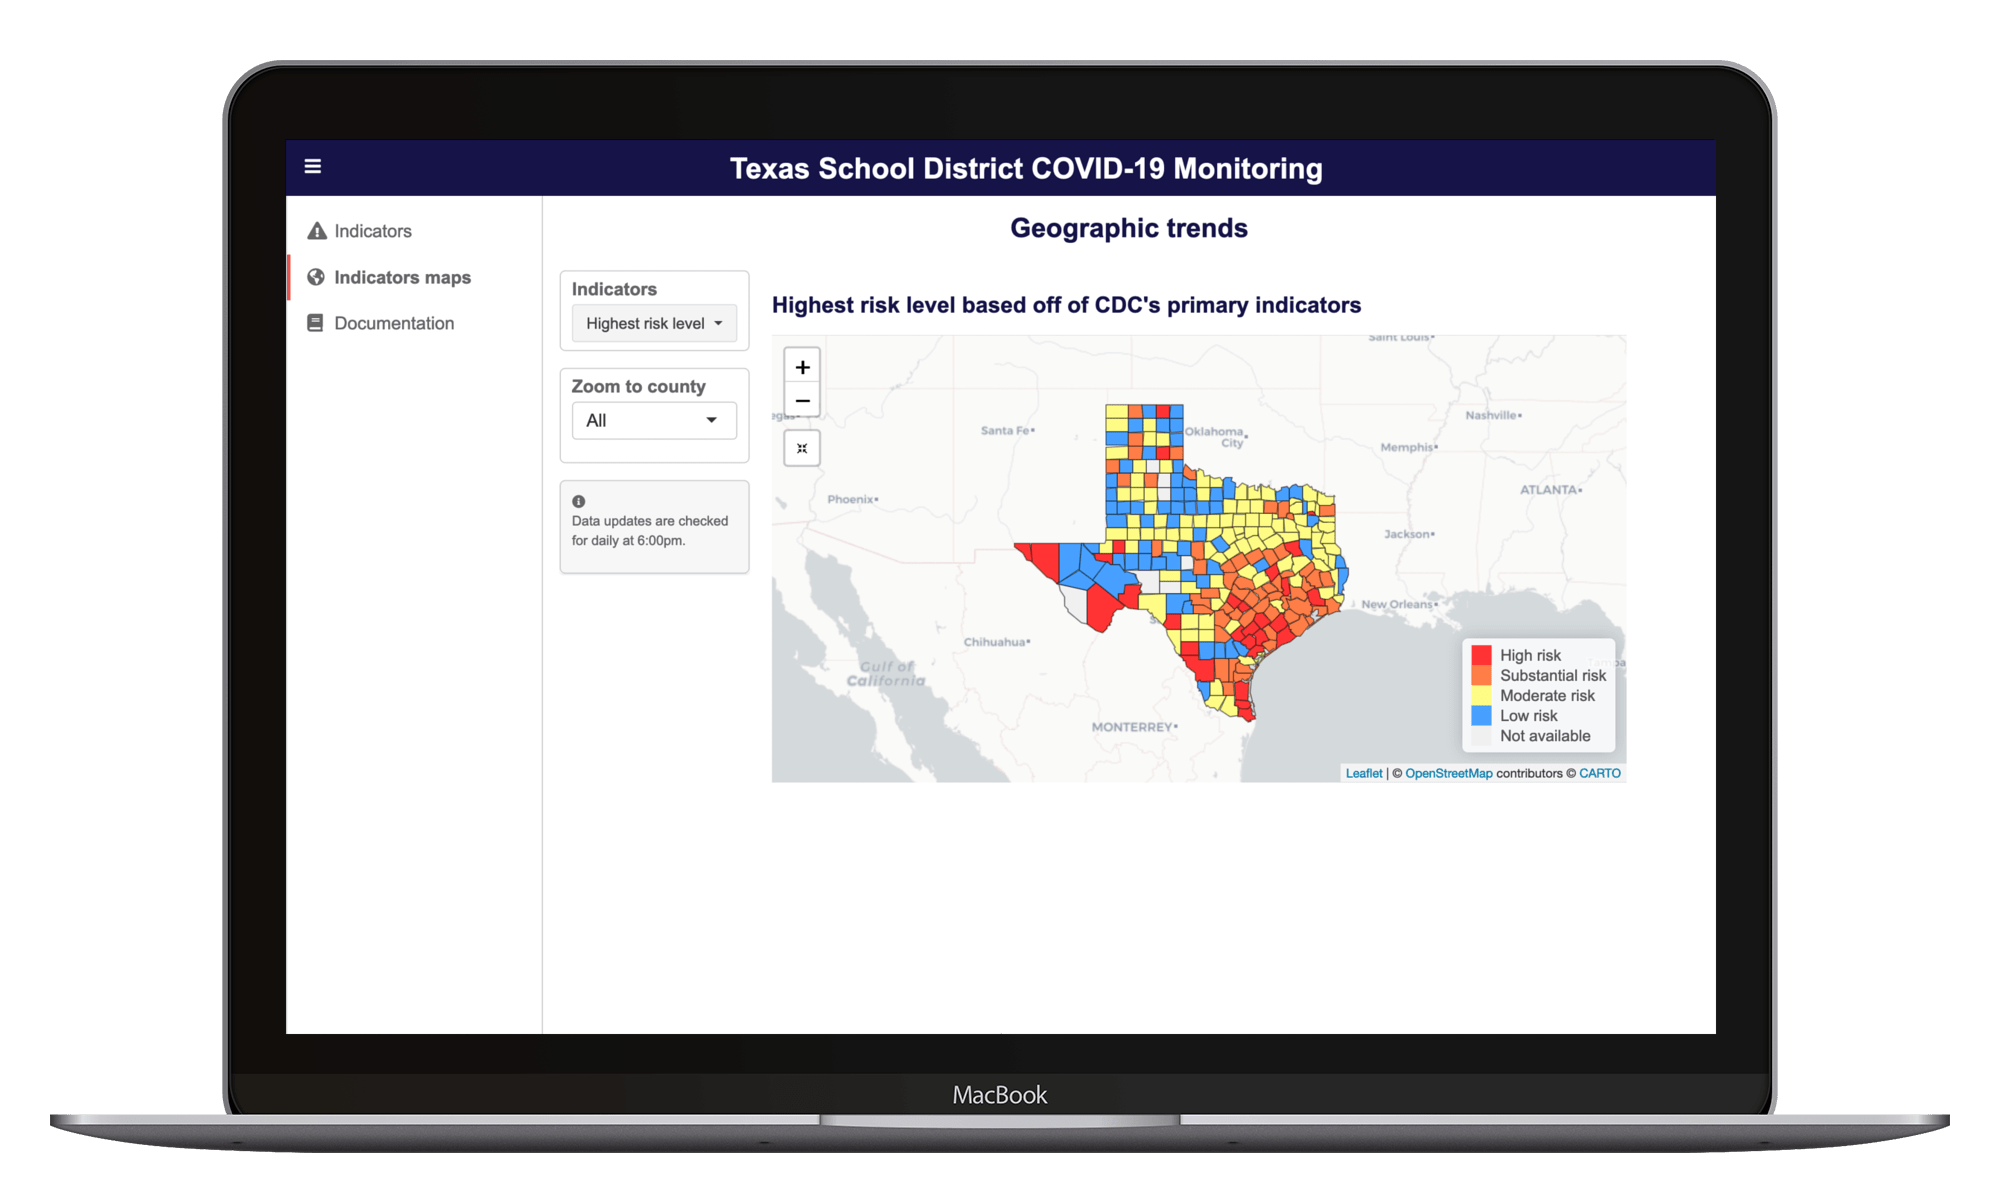 Texas School District COVID-19 Monitoring
Indicators
Indicators maps
Documentation
Geographic trends
Indicators
Highest risk level
Zoom to county
All
Data updates are checked
for daily at 6:00pm.
Highest risk level based off of CDC's primary indicators
+
−
Saint Louis
Nashville
Santa Fe
Oklahoma
City
Memphis
Phoenix
ATLANTA
Jackson
New Orleans
Chihuahua
Gulf of
California
MONTERREY
High risk
Substantial risk
Moderate risk
Low risk
Not available
Leaflet | © OpenStreetMap contributors © CARTO
MacBook